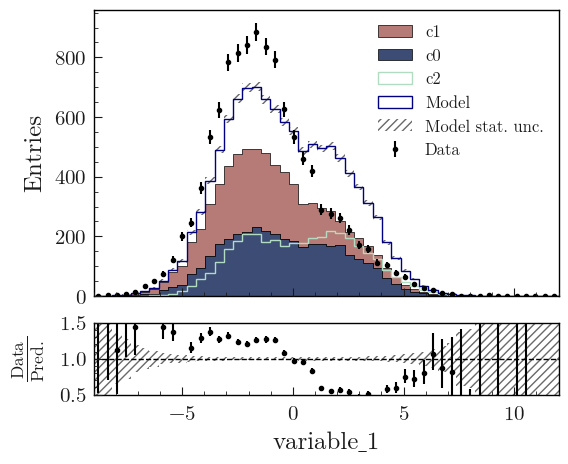 c1
c0
c2
Model
Model stat. unc.
Data
Entries
800
600
400
200
0
Data
Pred.
1.5
1.0
0.5
−5
0
5
10
variable_1